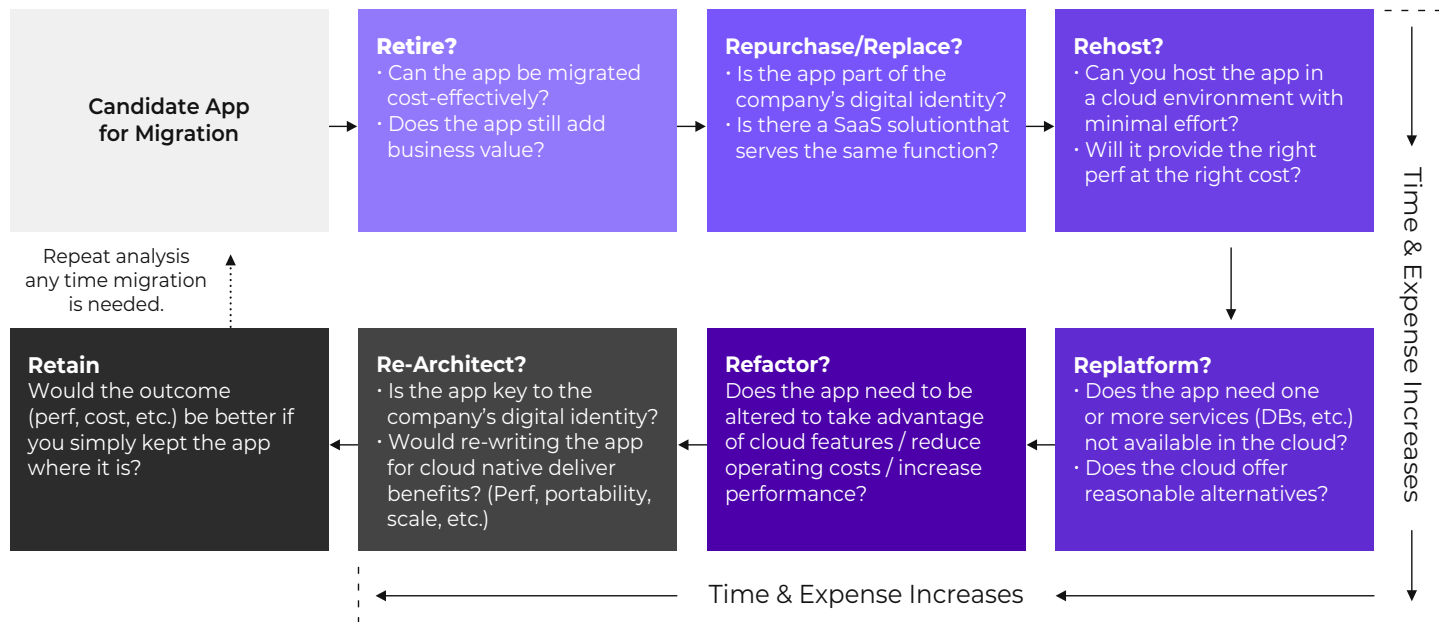 Candidate App
for Migration
Retire?
· Can the app be migrated
cost-effectively?
· Does the app still add
business value?
Repurchase/Replace?
· Is the app part of the
company’s digital identity?
· Is there a SaaS solutionthat
serves the same function?
Rehost?
· Can you host the app in
a cloud environment with
minimal effort?
· Will it provide the right
perf at the right cost?
Time & Expense Increases
Replatform?
· Does the app need one
or more services (DBs, etc.)
not available in the cloud?
· Does the cloud offer
reasonable alternatives?
Refactor?
Does the app need to be
altered to take advantage
of cloud features / reduce
operating costs / increase
performance?
Re-Architect?
· Is the app key to the
company’s digital identity?
· Would re-writing the app
for cloud native deliver
benefits? (Perf, portability,
scale, etc.)
Retain
Would the outcome
(perf, cost, etc.) be better if
you simply kept the app
where it is?
Repeat analysis
any time migration
is needed.
Time & Expense Increases